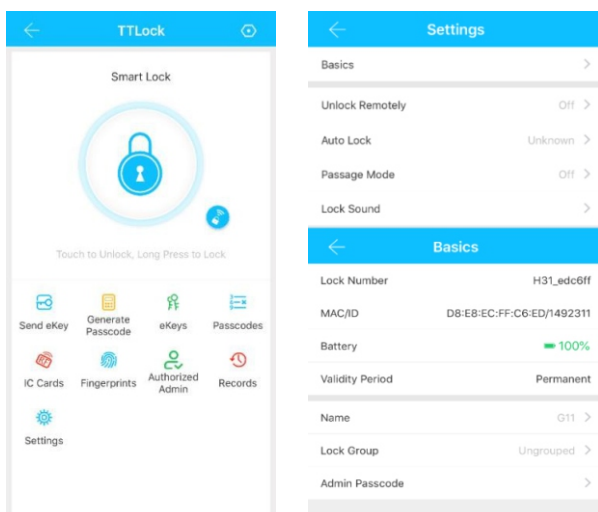 TTLock
Smart Lock
Touch to Unlock, Long Press to Lock
Send eKey
Generate
Passcode
eKeys
Passcodes
IC Cards
Fingerprints
Authorized
Admin
Records
Settings
Settings
Basics
Unlock Remotely Off
Auto Lock Unknown
Passage Mode Off
Lock Sound
Basics
Lock Number H31_edc6ff
MAC/ID D8:E8:EC:FF:C6:ED/1492311
Battery 100%
Validity Period Permanent
Name G11
Lock Group Ungrouped
Admin Passcode